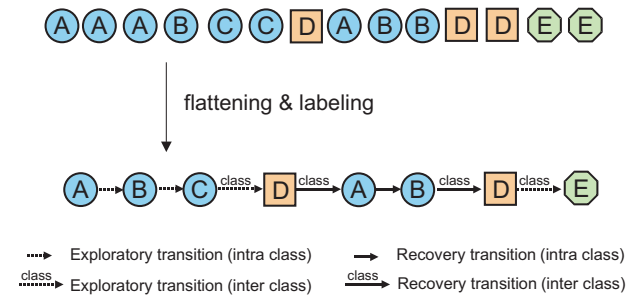 A A A B C C D A B B D D E E
flattening & labeling
A B C class D class A B class D class E
Exploratory transition (intra class) Recovery transition (intra class)
class Exploratory transition (inter class) class Recovery transition (inter class)